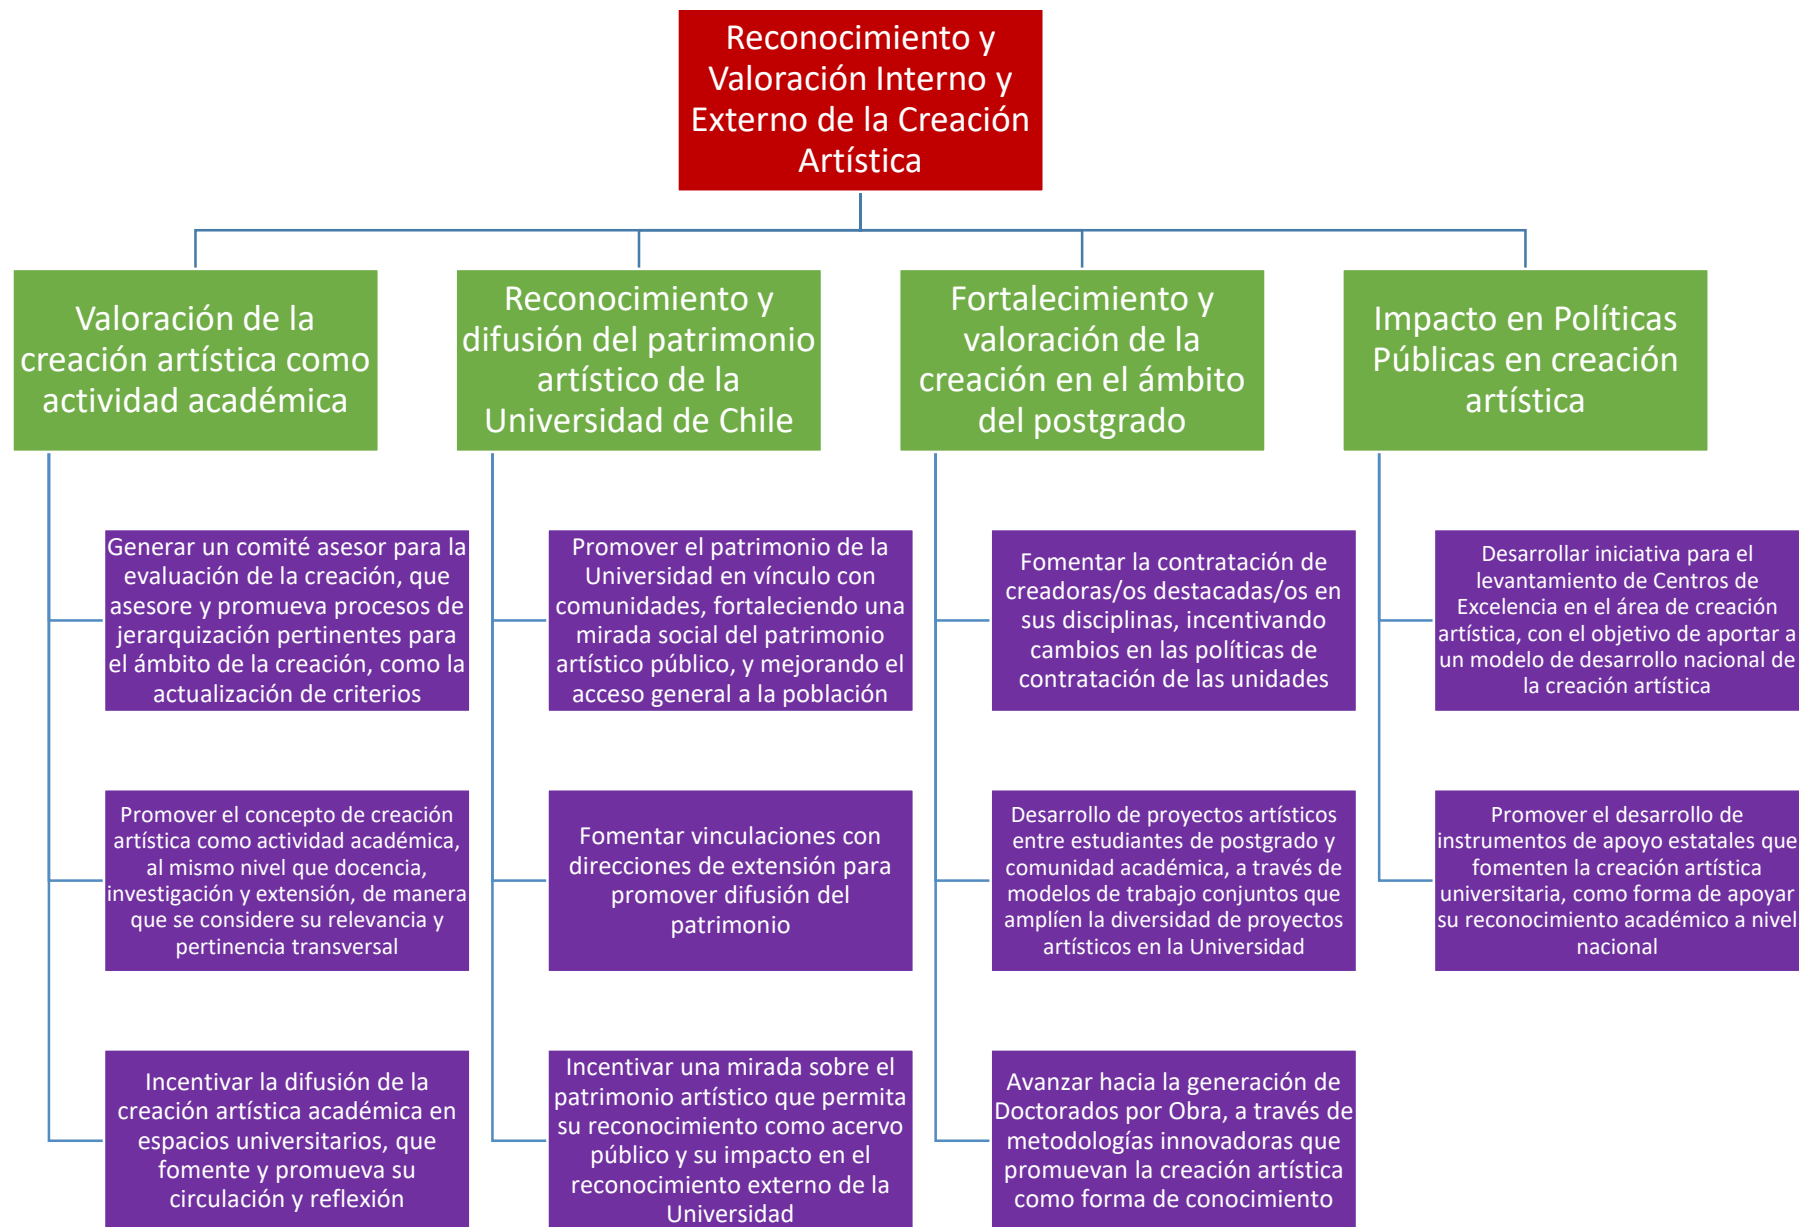 Reconocimiento y
Valoración Interno y
Externo de la Creación
Artística
Valoración de la
creación artística como
actividad académica
Reconocimiento y
difusión del patrimonio
artístico de la
Universidad de Chile
Fortalecimiento y
valoración de la
creación en el ámbito
del postgrado
Impacto en Políticas
Públicas en creación
artística
Generar un comité asesor para la
evaluación de la creación, que
asesore y promueva procesos de
jerarquización pertinentes para
el ámbito de la creación, como la
actualización de criterios
Promover el patrimonio de la
Universidad en vínculo con
comunidades, fortaleciendo una
mirada social del patrimonio
artístico público, y mejorando el
acceso general a la población
Fomentar la contratación de
creadoras/os destacadas/os en
sus disciplinas, incentivando
cambios en las políticas de
contratación de las unidades
Desarrollar iniciativa para el
levantamiento de Centros de
Excelencia en el área de creación
artística, con el objetivo de aportar a
un modelo de desarrollo nacional de
la creación artística
Promover el concepto de creación
artística como actividad académica,
al mismo nivel que docencia,
investigación y extensión, de manera
que se considere su relevancia y
pertinencia transversal
Fomentar vinculaciones con
direcciones de extensión para
promover difusión del
patrimonio
Desarrollo de proyectos artísticos
entre estudiantes de postgrado y
comunidad académica, a través de
modelos de trabajo conjuntos que
amplíen la diversidad de proyectos
artísticos en la Universidad
Promover el desarrollo de
instrumentos de apoyo estatales que
fomenten la creación artística
universitaria, como forma de apoyar
su reconocimiento académico a nivel
nacional
Incentivar la difusión de la
creación artística académica en
espacios universitarios, que
fomente y promueva su
circulación y reflexión
Incentivar una mirada sobre el
patrimonio artístico que permita
su reconocimiento como acervo
público y su impacto en el
reconocimiento externo de la
Universidad
Avanzar hacia la generación de
Doctorados por Obra, a través de
metodologías innovadoras que
promuevan la creación artística
como forma de conocimiento